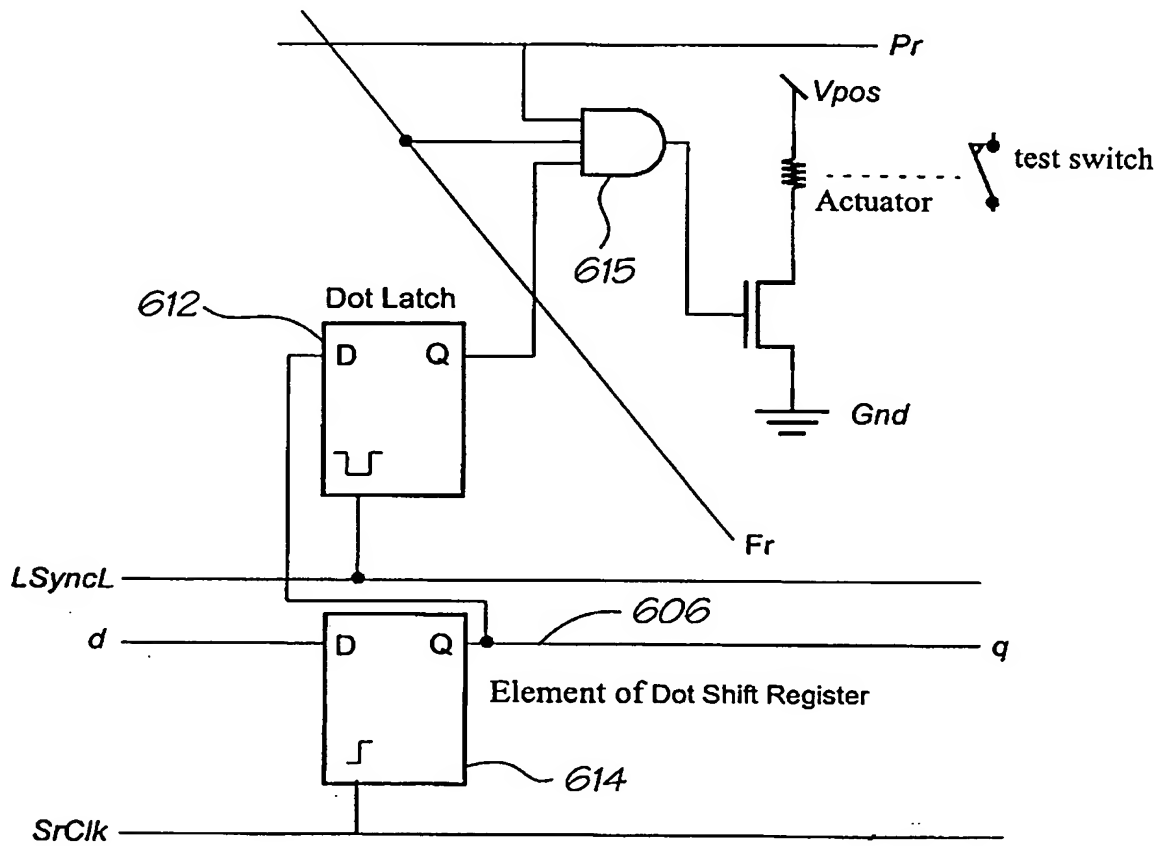 Pr
Vpos
test switch
Actuator
615
612
Dot Latch
D
Q
Gnd
Fr
LSyncL
606
d
D
Q
q
Element of Dot Shift Register
614
SrClk